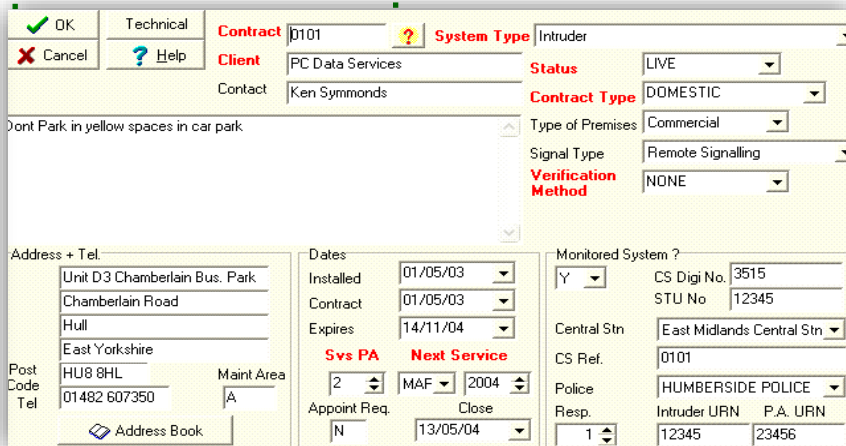 OK Technical
Cancel Help
Contract 0101 ? System Type Intruder
Client PC Data Services
Contact Ken Symmonds
Status LIVE
Contract Type DOMESTIC
Type of Premises Commercial
Signal Type Remote Signalling
Verification Method NONE
Dont Park in yellow spaces in car park
Address + Tel.
Unit D3 Chamberlain Bus. Park
Chamberlain Road
Hull
East Yorkshire
Post Code HU8 8HL Maint Area
Tel 01482 607350 A
Address Book
Dates
Installed 01/05/03
Contract 01/05/03
Expires 14/11/04
Svs PA Next Service
2 MAF 2004
Appoint Req. Close
N 13/05/04
Monitored System ?
Y CS Digi No. 3515
STU No 12345
Central Stn East Midlands Central Stn
CS Ref. 0101
Police HUMBERSIDE POLICE
Resp. Intruder URN P.A. URN
1 12345 23456